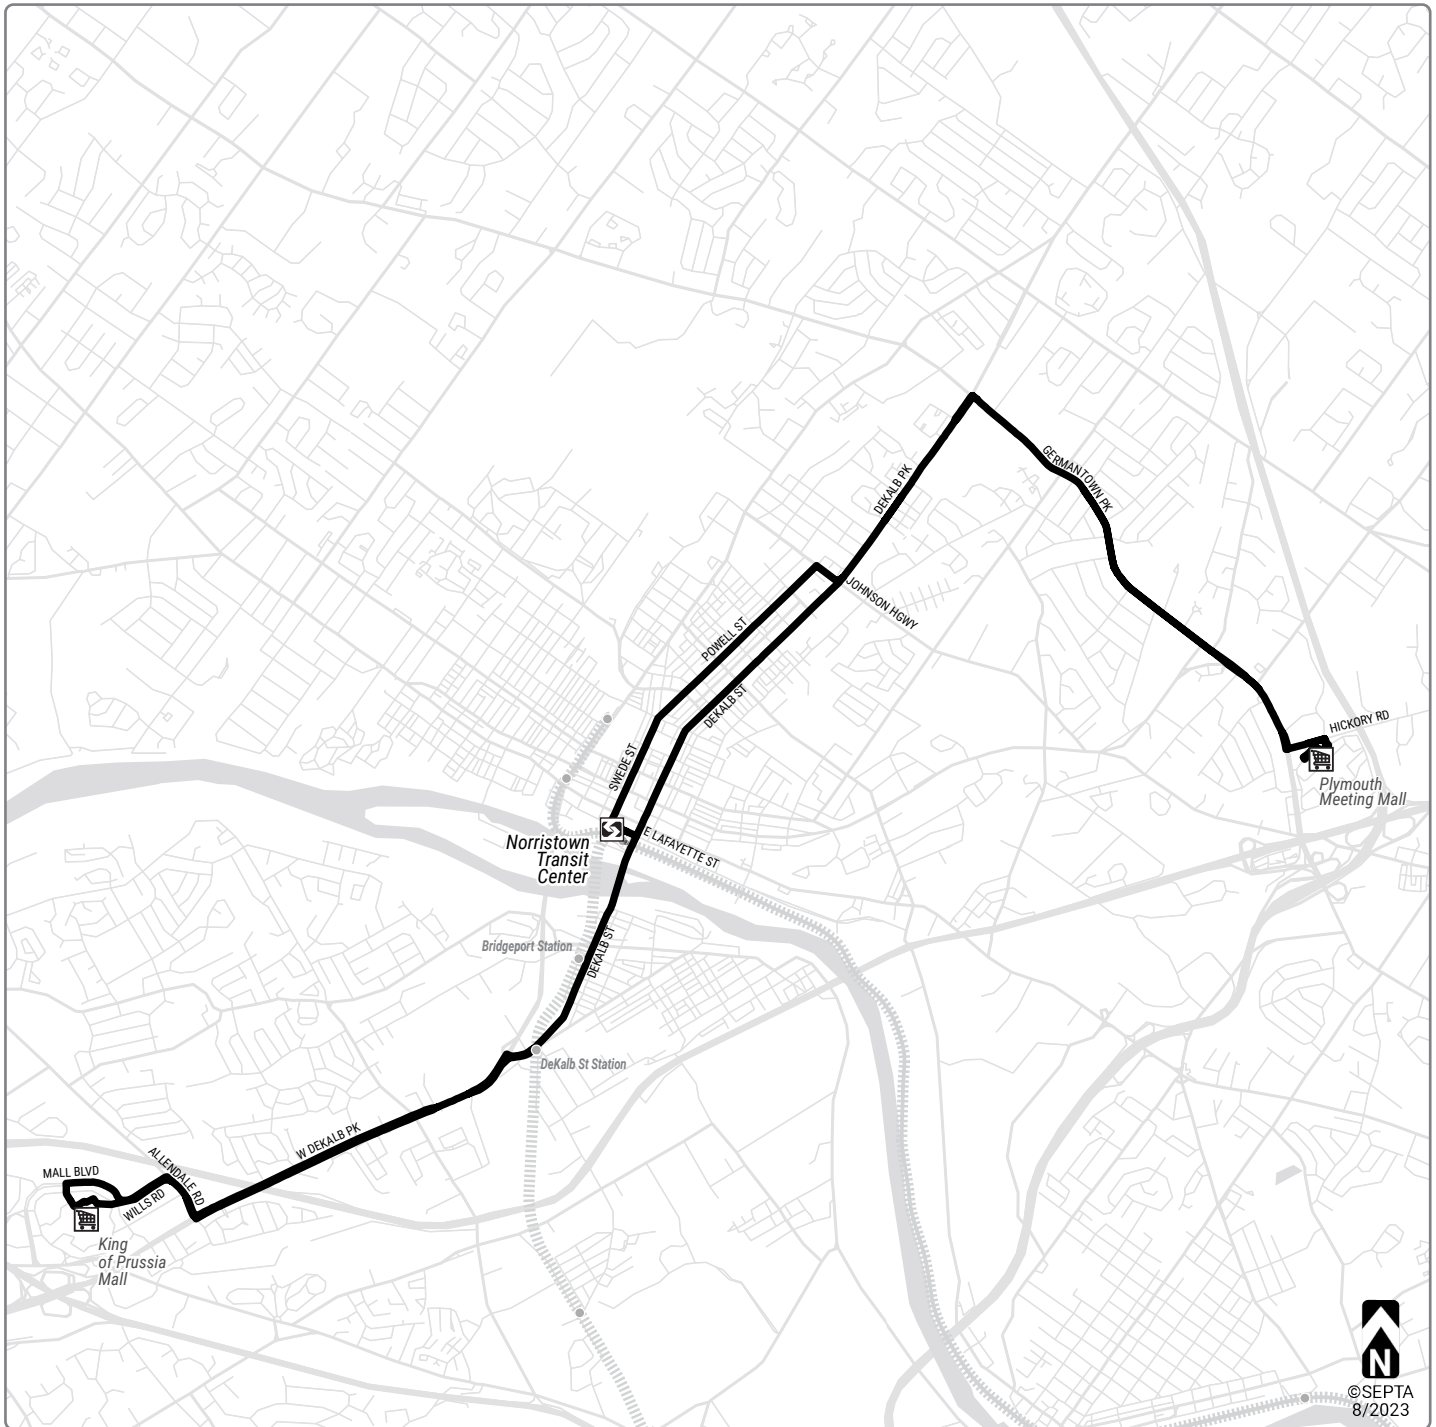 GERMANTOWN PK
DEKALB PK
JOHNSON HGWY
POWELL ST
DEKALB ST
HICKORY RD
SWEDE ST
Plymouth
Meeting Mall
E LAFAYETTE ST
Norristown
Transit
Center
Bridgeport Station
DEKALB ST
DeKalb St Station
W DEKALB PK
ALLENDALE RD
MALL BLVD
WILLS RD
King
of Prussia
Mall
N
©SEPTA
8/2023